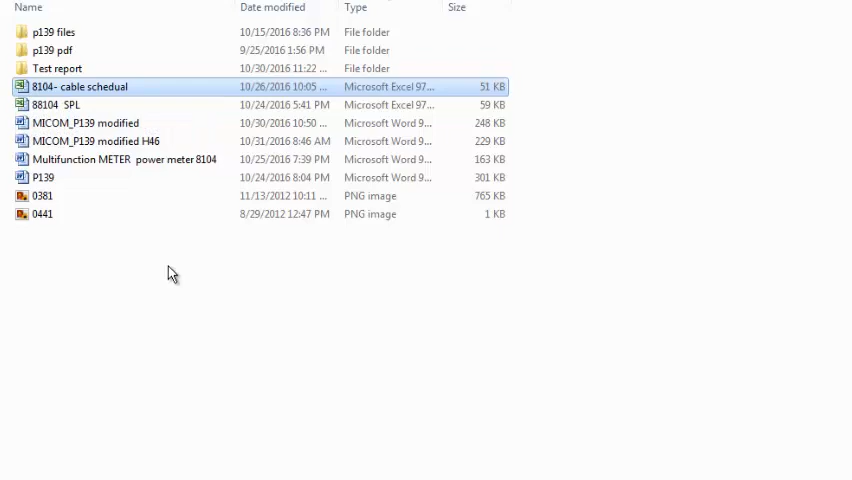 Name Date modified Type Size
p139 files 10/15/2016 8:36 PM File folder
p139 pdf 9/25/2016 1:56 PM File folder
Test report 10/30/2016 11:22 ... File folder
8104- cable schedual 10/26/2016 10:05 ... Microsoft Excel 97... 51 KB
88104 SPL 10/24/2016 5:41 PM Microsoft Excel 97... 59 KB
MICOM_P139 modified 10/30/2016 10:50 ... Microsoft Word 9... 248 KB
MICOM_P139 modified H46 10/31/2016 8:46 AM Microsoft Word 9... 229 KB
Multifunction METER power meter 8104 10/25/2016 7:39 PM Microsoft Word 9... 163 KB
P139 10/24/2016 8:04 PM Microsoft Word 9... 301 KB
0381 11/13/2012 10:11 ... PNG image 765 KB
0441 8/29/2012 12:47 PM PNG image 1 KB